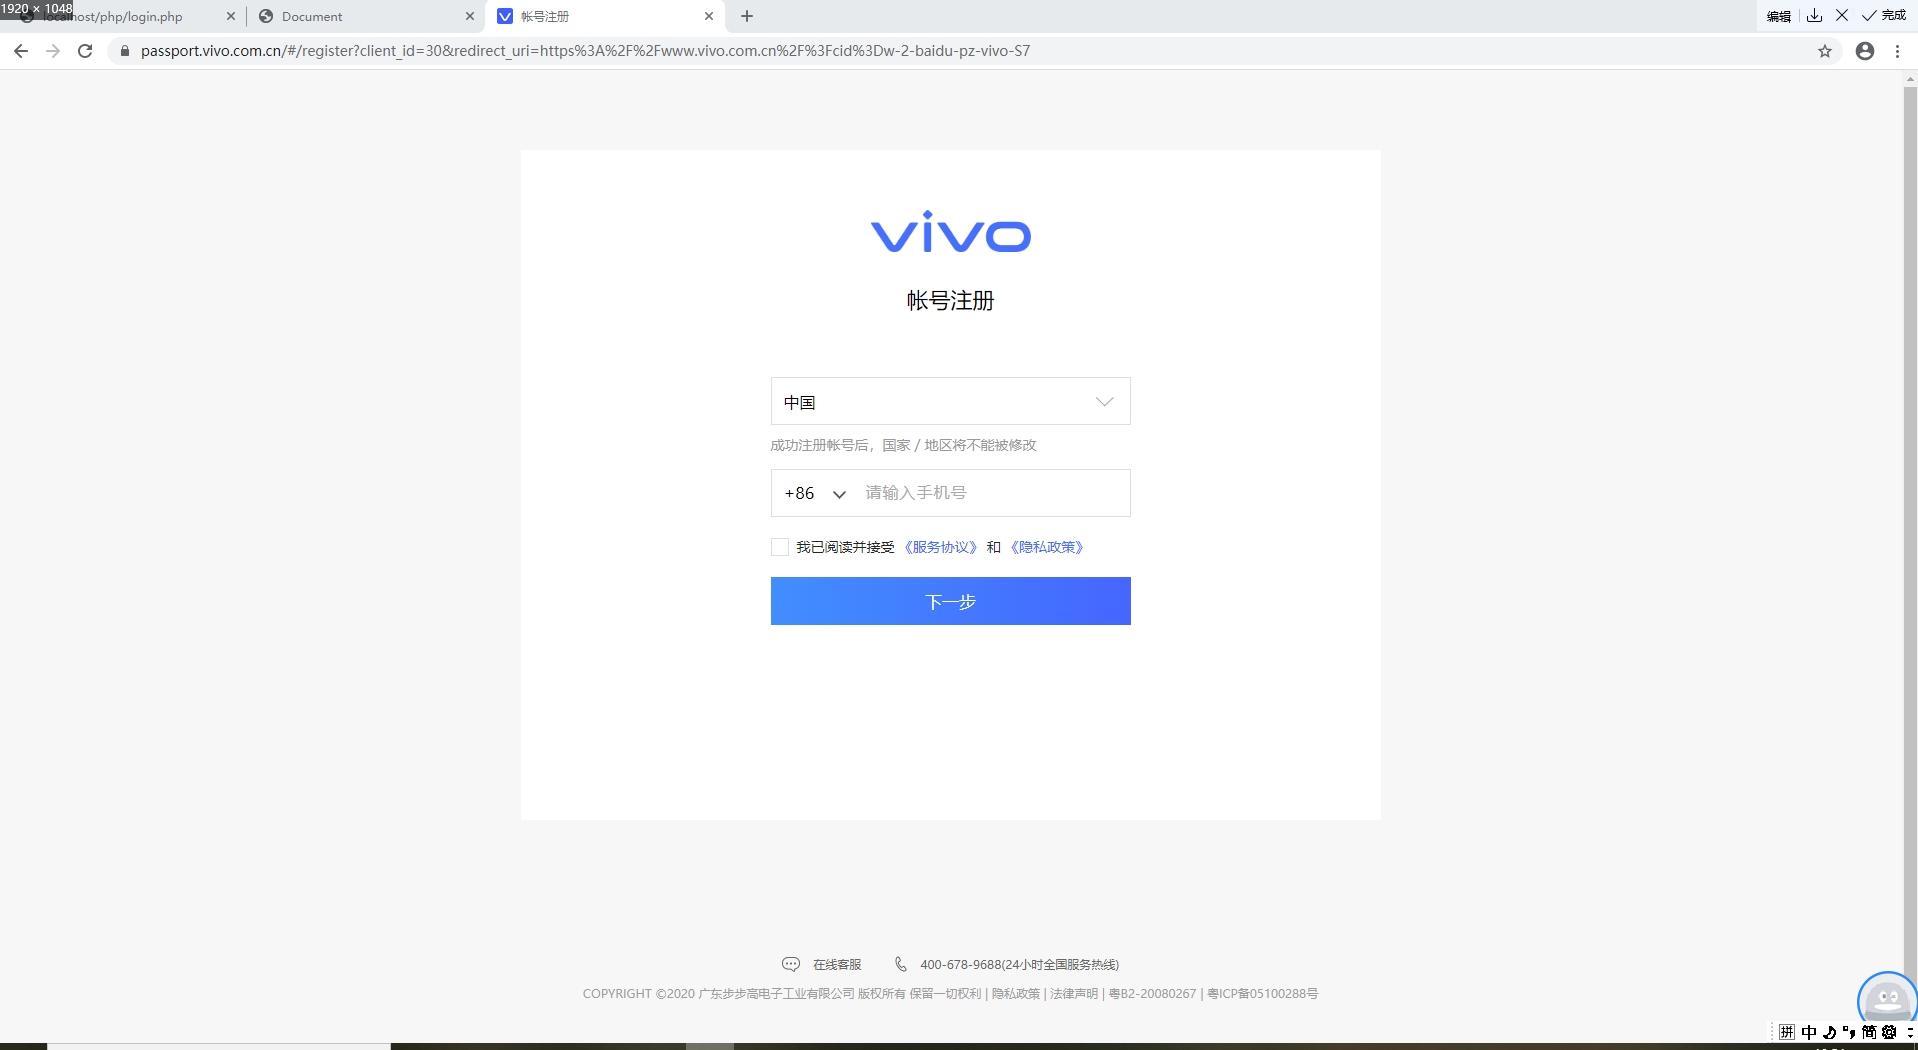 1920 × 1048
localhost/php/login.php
Document
帐号注册
编辑
完成
passport.vivo.com.cn/#/register?client_id=30&redirect_uri=https%3A%2F%2Fwww.vivo.com.cn%2F%3Fcid%3Dw-2-baidu-pz-vivo-S7
vivo
帐号注册
中国
成功注册帐号后，国家 / 地区将不能被修改
+86 请输入手机号
我已阅读并接受 《服务协议》 和 《隐私政策》
下一步
在线客服 400-678-9688(24小时全国服务热线)
COPYRIGHT ©2020 广东步步高电子工业有限公司 版权所有 保留一切权利 | 隐私政策 | 法律声明 | 粤B2-20080267 | 粤ICP备05100288号
拼 中 简